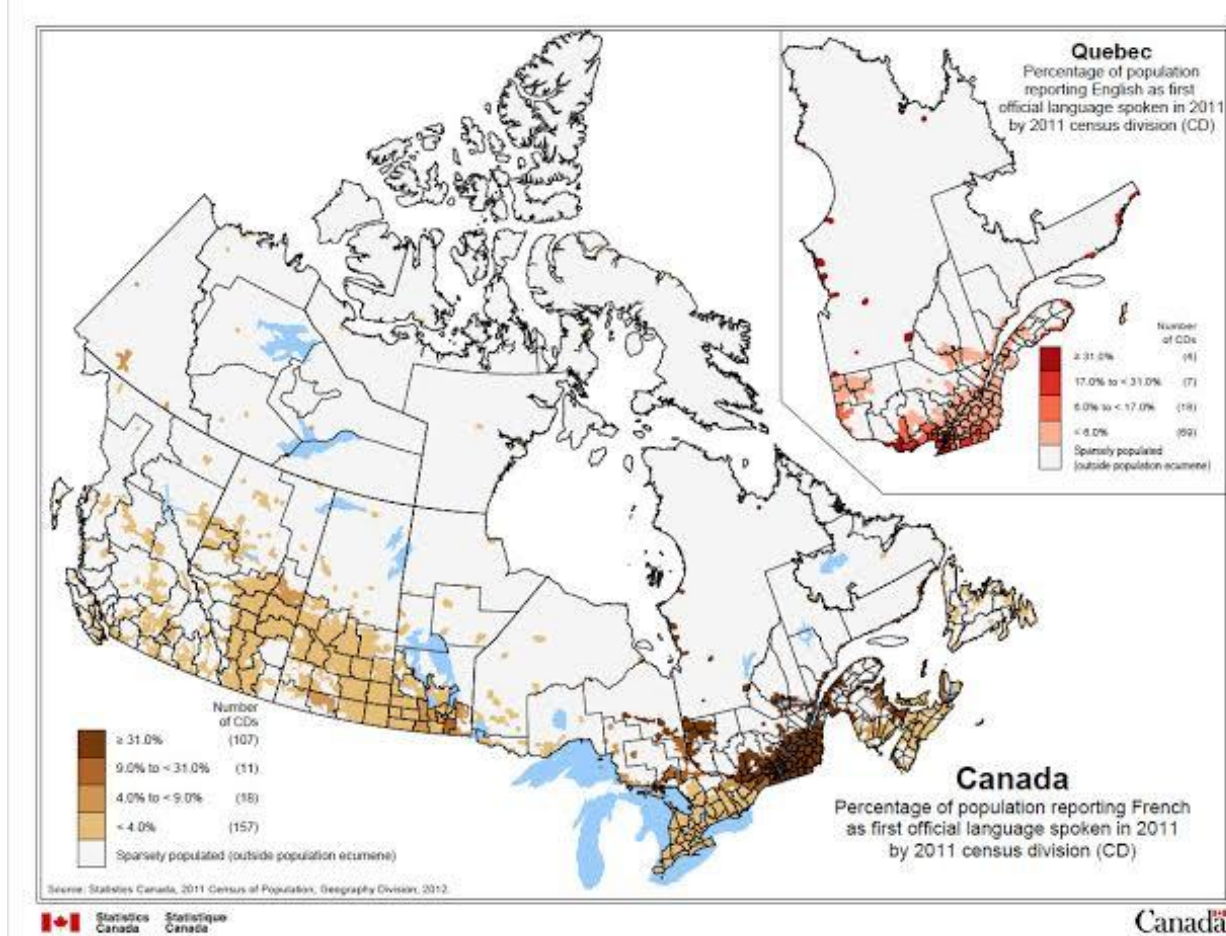 Quebec
Percentage of population
reporting English as first
official language spoken in 2011
by 2011 census division (CD)
Number
of CDs
≥ 31.0% (4)
17.0% to < 31.0% (7)
6.0% to < 17.0% (18)
< 6.0% (69)
Sparsely populated
(outside population ecumene)
Number
of CDs
≥ 31.0% (107)
9.0% to < 31.0% (11)
4.0% to < 9.0% (18)
< 4.0% (157)
Sparsely populated (outside population ecumene)
Canada
Percentage of population reporting French
as first official language spoken in 2011
by 2011 census division (CD)
Source: Statistics Canada, 2011 Census of Population, Geography Division, 2012.
Statistics Statistique
Canada Canada
Canada